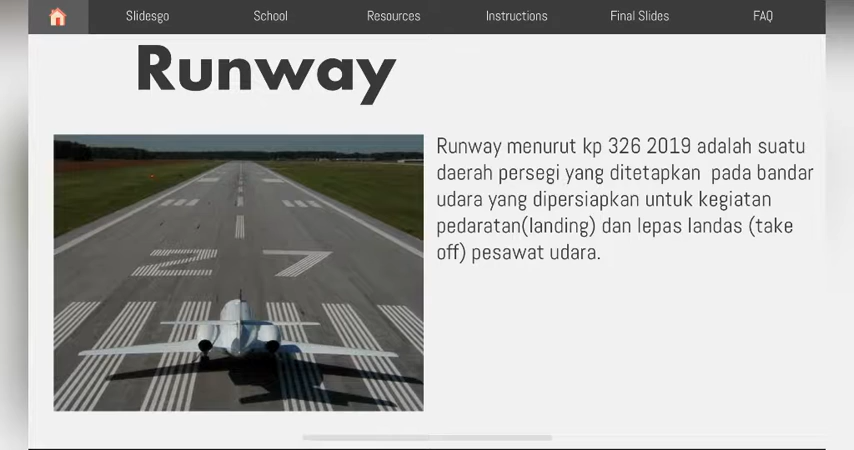 Slidesgo School Resources Instructions Final Slides FAQ
Runway
Runway menurut kp 326 2019 adalah suatu
daerah persegi yang ditetapkan  pada bandar
udara yang dipersiapkan untuk kegiatan
pedaratan(landing) dan lepas landas (take
off) pesawat udara.
27